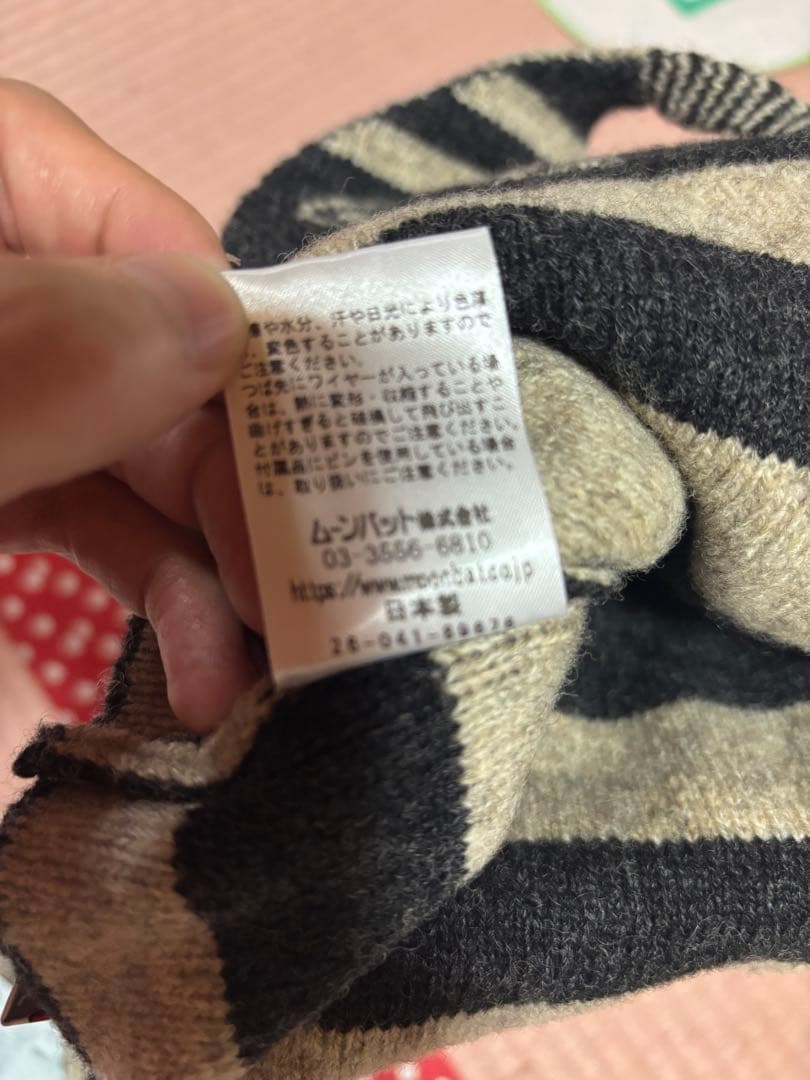 や水分、汗や日光により色落
、変色することがありますので
ご注意ください。
つば先にワイヤーが入っている場
合は、熱に変形・収縮することや
曲げすぎると破損して飛び出すこ
とがありますのでご注意ください。
付属品にピンを使用している場合
は、取り扱いにご注意ください。
ムーンバット株式会社
03-3556-6810
https://www.moonbat.co.jp
日本製
26-041-